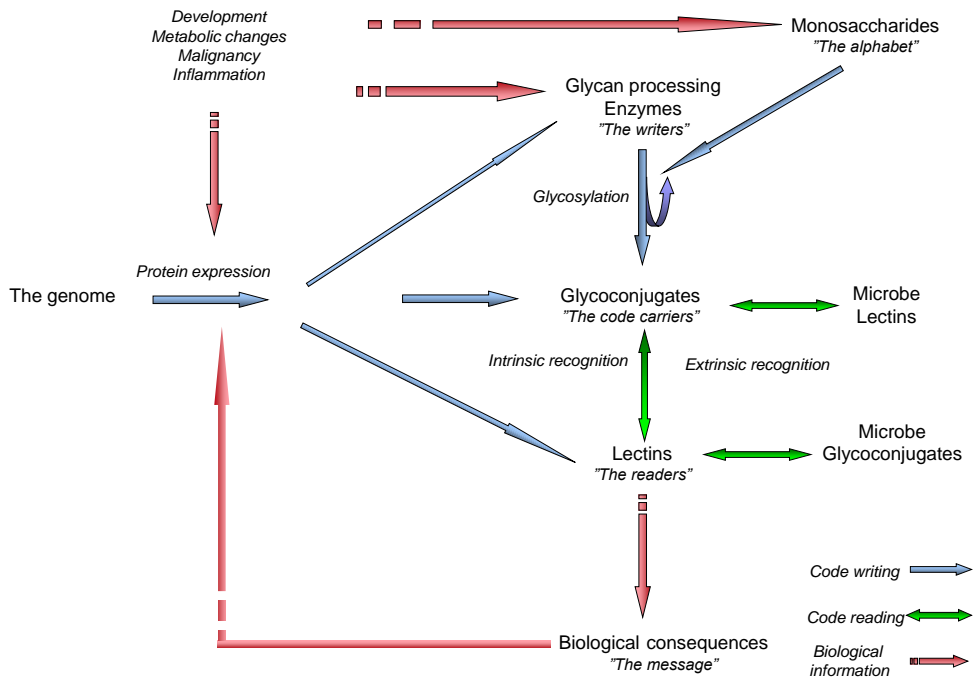 Development
Metabolic changes
Malignancy
Inflammation
Monosaccharides
”The alphabet”
Glycan processing
Enzymes
”The writers”
Glycosylation
Protein expression
The genome
Glycoconjugates
”The code carriers”
Microbe
Lectins
Intrinsic recognition
Extrinsic recognition
Lectins
”The readers”
Microbe
Glycoconjugates
Biological consequences
”The message”
Code writing
Code reading
Biological
information